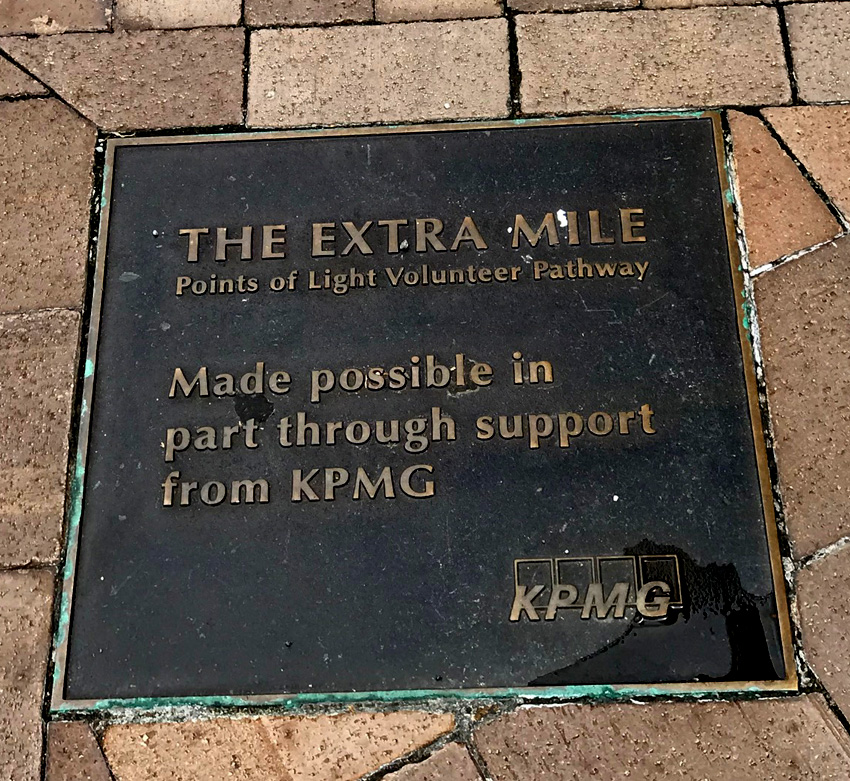 THE EXTRA MILE
Points of Light Volunteer Pathway
Made possible in
part through support
from KPMG
KPMG